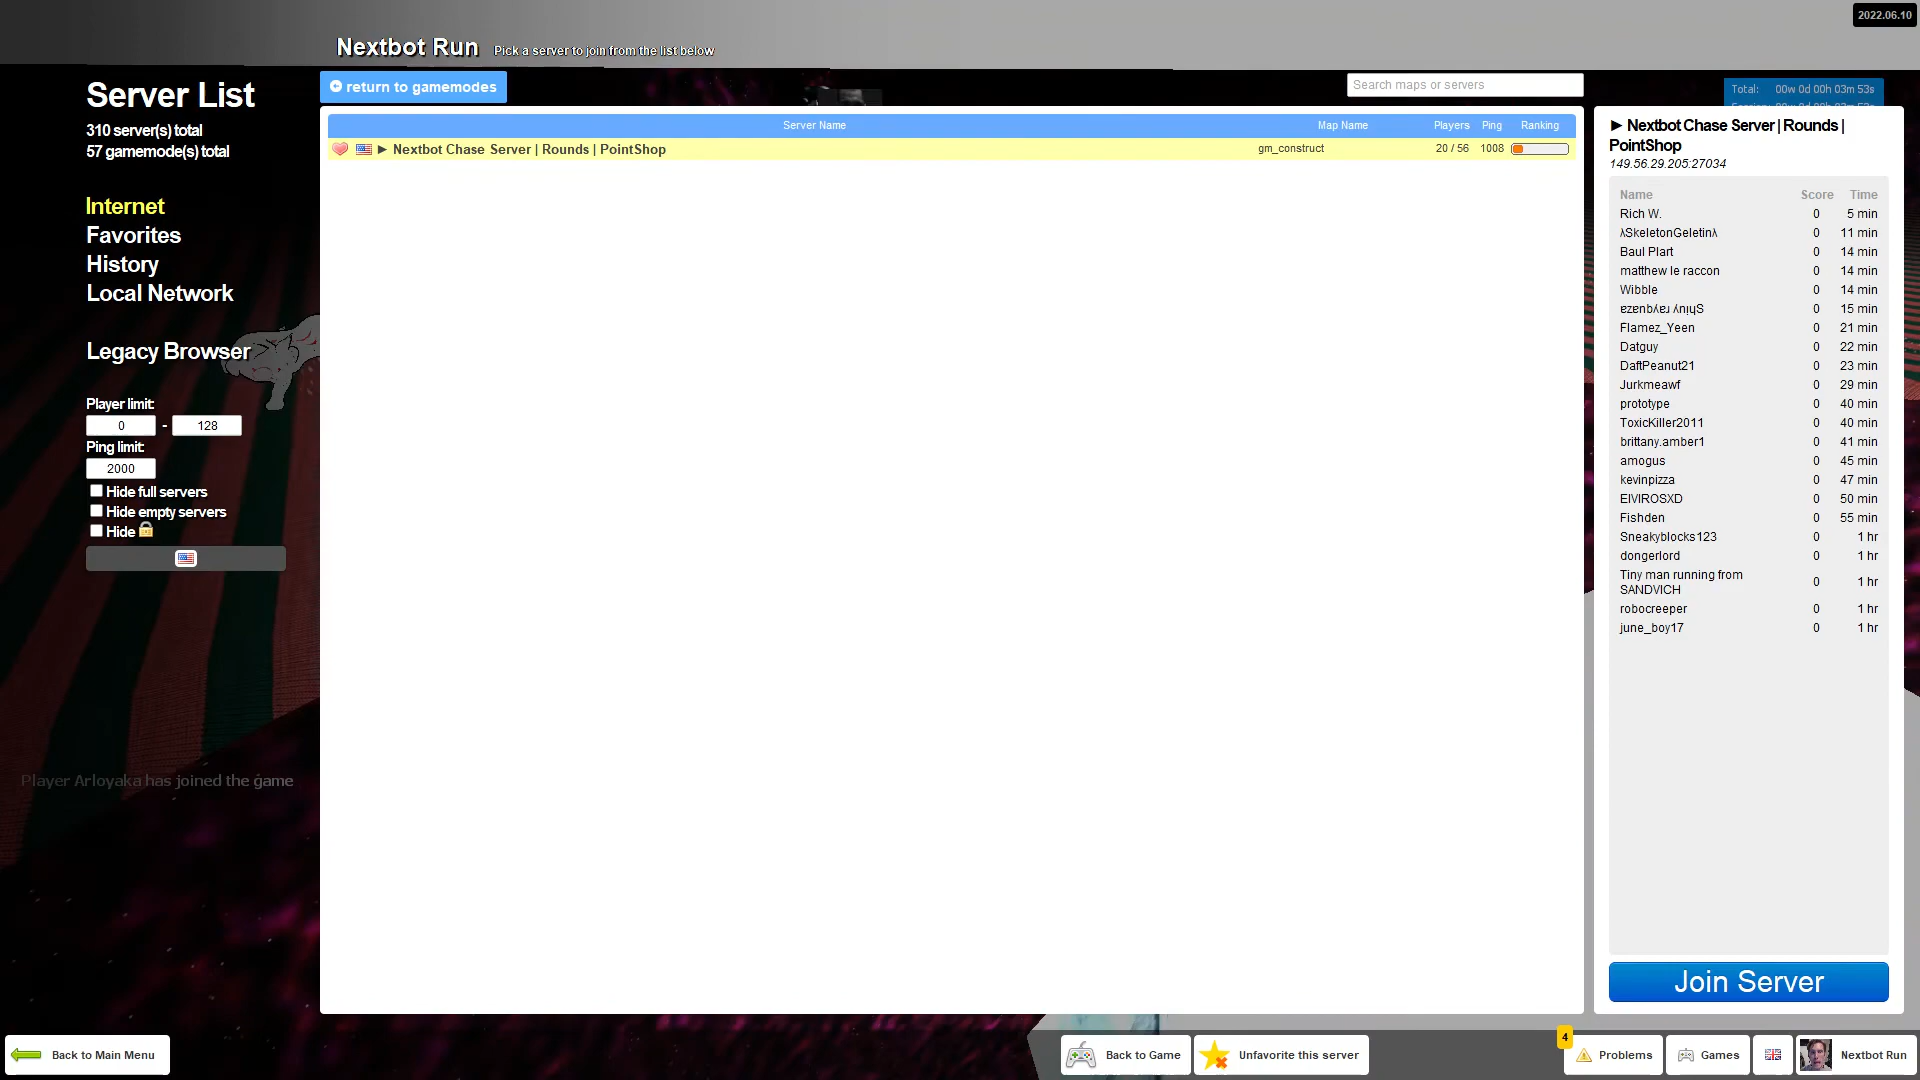 2022.06.10
Nextbot Run Pick a server to join from the list below
Server List
310 server(s) total
57 gamemode(s) total
Internet
Favorites
History
Local Network
Legacy Browser
Player limit:
0 - 128
Ping limit:
2000
Hide full servers
Hide empty servers
Hide
Player Arloyaka has joined the game
return to gamemodes
Search maps or servers
Server Name Map Name Players Ping Ranking
► Nextbot Chase Server | Rounds | PointShop gm_construct 20 / 56 1008
Total: 00w 0d 00h 03m 53s
► Nextbot Chase Server | Rounds |
PointShop
149.56.29.205:27034
Name Score Time
Rich W. 0 5 min
λSkeletonGeletinλ 0 11 min
Baul Plart 0 14 min
matthew le raccon 0 14 min
Wibble 0 14 min
ɐzɐnbʎɐɹ ʎnıɥS 0 15 min
Flamez_Yeen 0 21 min
Datguy 0 22 min
DaftPeanut21 0 23 min
Jurkmeawf 0 29 min
prototype 0 40 min
ToxicKiller2011 0 40 min
brittany.amber1 0 41 min
amogus 0 45 min
kevinpizza 0 47 min
EIVIROSXD 0 50 min
Fishden 0 55 min
Sneakyblocks123 0 1 hr
dongerlord 0 1 hr
Tiny man running from
SANDVICH 0 1 hr
robocreeper 0 1 hr
june_boy17 0 1 hr
Join Server
Back to Main Menu
Back to Game
Unfavorite this server
4
Problems
Games
Nextbot Run